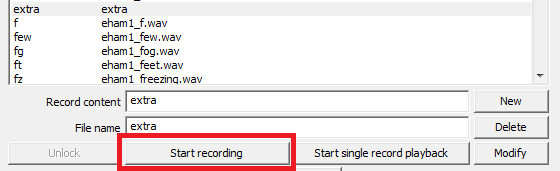 extra extra
f eham1_f.wav
few eham1_few.wav
fg eham1_fog.wav
ft eham1_feet.wav
fz eham1_freezing.wav
Record content extra New
File name extra Delete
Unlock Start recording Start single record playback Modify